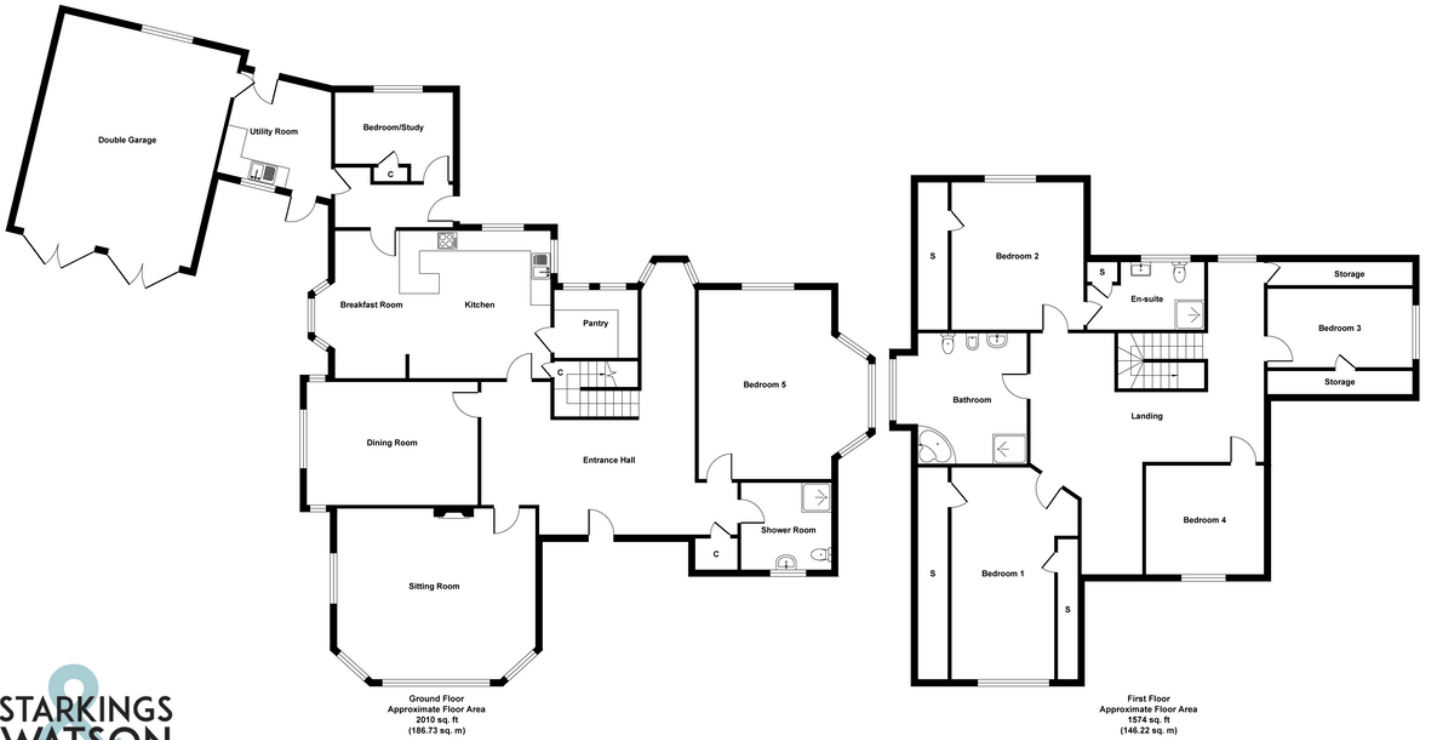 Double Garage
Utility Room
Bedroom/Study
C
Breakfast Room
Kitchen
Pantry
C
Dining Room
Entrance Hall
Bedroom 5
Shower Room
C
Sitting Room
Ground Floor
Approximate Floor Area
2010 sq. ft
(186.73 sq. m)
S
Bedroom 2
S
En-suite
Storage
Bedroom 3
Storage
Bathroom
Landing
Bedroom 4
S
Bedroom 1
S
First Floor
Approximate Floor Area
1574 sq. ft
(146.22 sq. m)
&
STARKINGS
WATSON